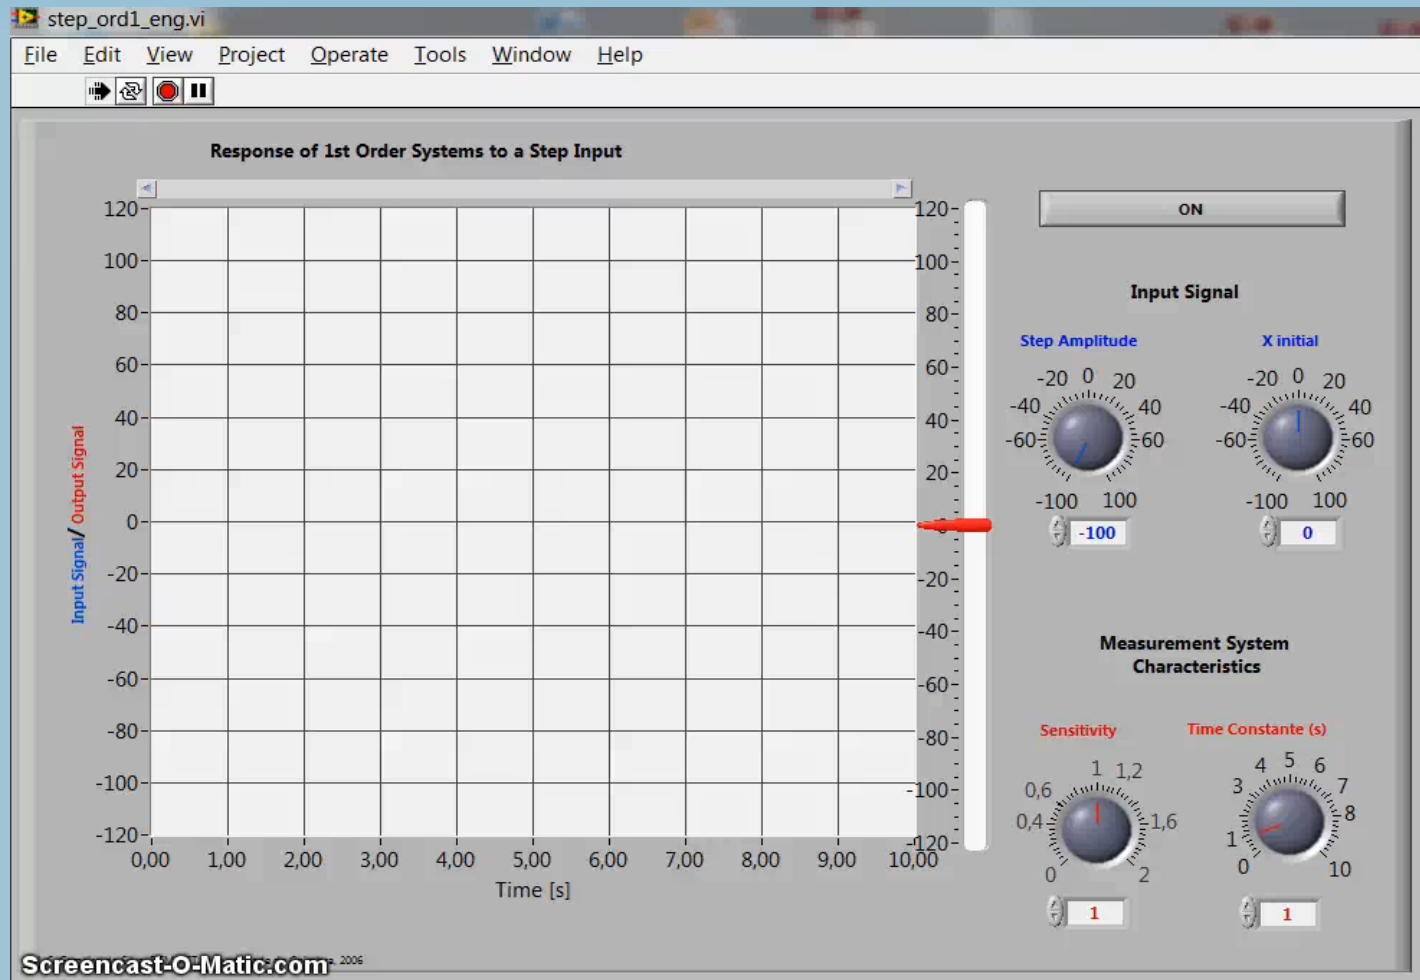 step_ord1_eng.vi
File Edit View Project Operate Tools Window Help
Response of 1st Order Systems to a Step Input
120
100
80
60
40
20
0
-20
-40
-60
-80
-100
-120
Input Signal/ Output Signal
0,00 1,00 2,00 3,00 4,00 5,00 6,00 7,00 8,00 9,00 10,00
Time [s]
120
100
80
60
40
20
-20
-40
-60
-80
-100
-120
ON
Input Signal
Step Amplitude
-20 0 20
-40 40
-60 60
-100 100
-100
X initial
-20 0 20
-40 40
-60 60
-100 100
0
Measurement System
Characteristics
Sensitivity
1 1,2
0,6
0,4 1,6
0 2
1
Time Constante (s)
4 5 6
3 7
8
1
0 10
1
Screencast-O-Matic.com
, 2006